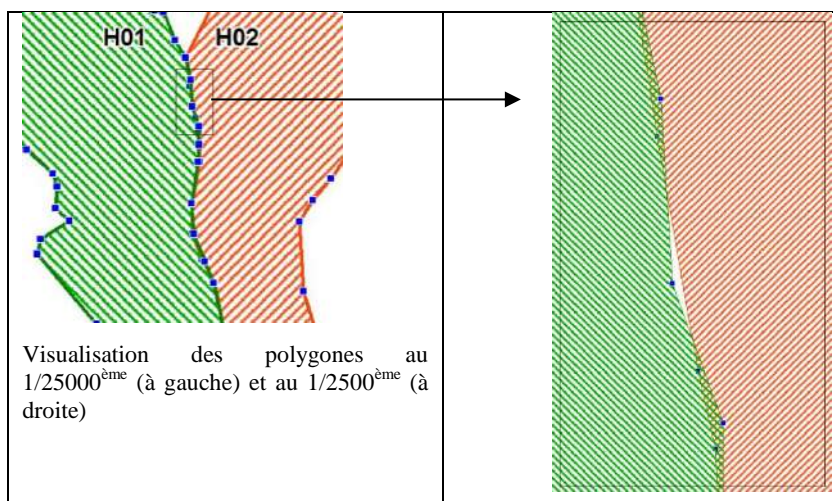 H01 H02
Visualisation des polygones au
1/25000ème (à gauche) et au 1/2500ème (à
droite)